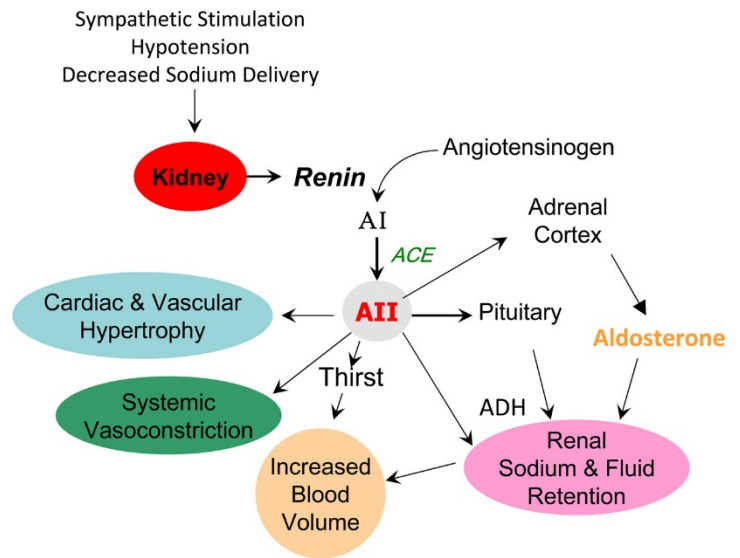 Sympathetic Stimulation
Hypotension
Decreased Sodium Delivery
Kidney
Renin
Angiotensinogen
AI
ACE
Adrenal
Cortex
Cardiac & Vascular
Hypertrophy
AII
Pituitary
Aldosterone
Thirst
Systemic
Vasoconstriction
ADH
Increased
Blood
Volume
Renal
Sodium & Fluid
Retention